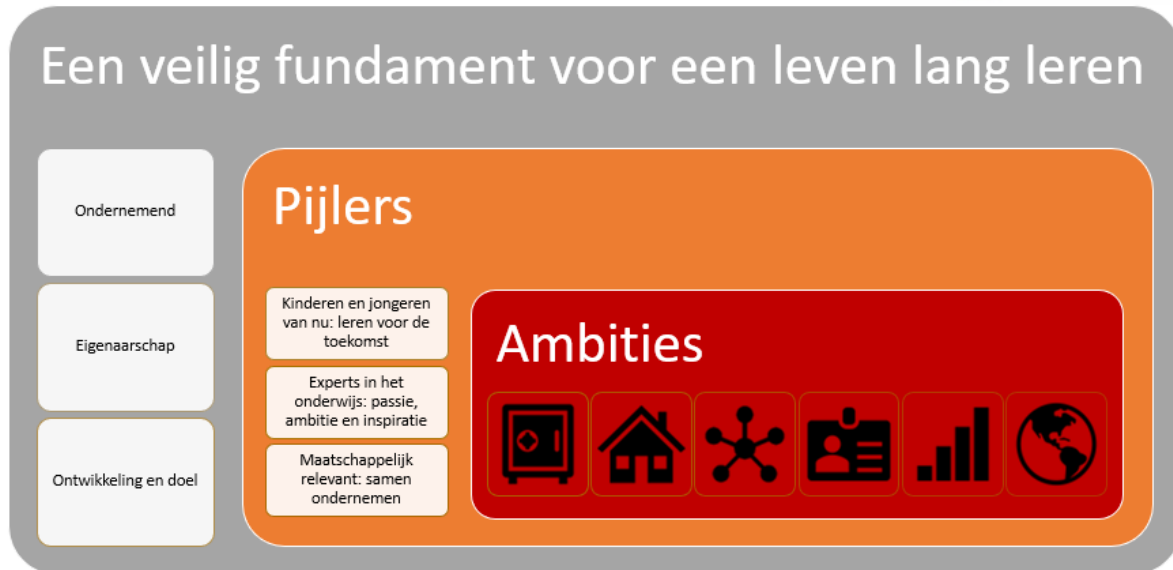 Een veilig fundament voor een leven lang leren
Ondernemend
Eigenaarschap
Ontwikkeling en doel
Pijlers
Kinderen en jongeren
van nu: leren voor de
toekomst
Experts in het
onderwijs: passie,
ambitie en inspiratie
Maatschappelijk
relevant: samen
ondernemen
Ambities